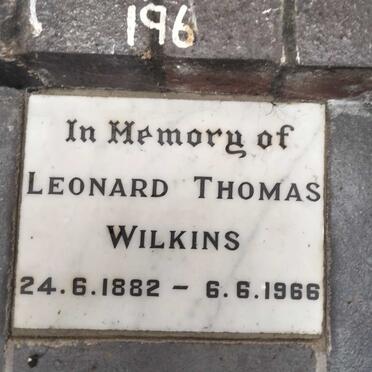 196
In Memory of
LEONARD THOMAS
WILKINS
24.6.1882 - 6.6.1966